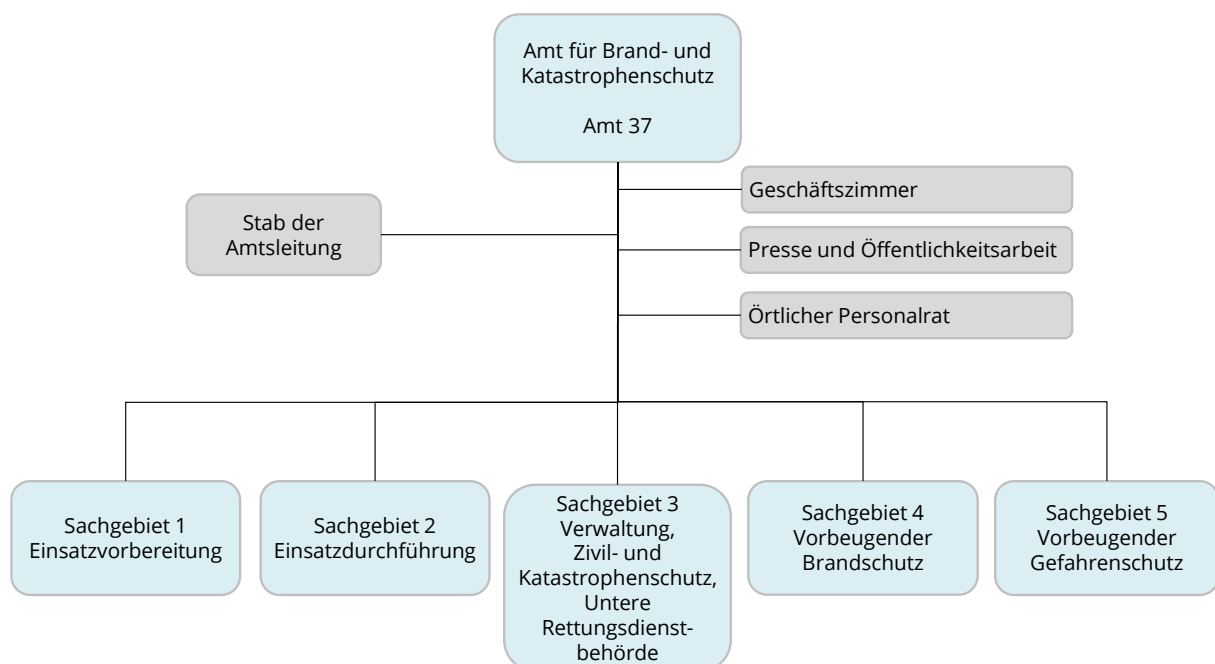 Amt für Brand- und
Katastrophenschutz
Amt 37
Geschäftszimmer
Stab der
Amtsleitung
Presse und Öffentlichkeitsarbeit
Örtlicher Personalrat
Sachgebiet 1
Einsatzvorbereitung
Sachgebiet 2
Einsatzdurchführung
Sachgebiet 3
Verwaltung,
Zivil- und
Katastrophenschutz,
Untere
Rettungsdienst-
behörde
Sachgebiet 4
Vorbeugender
Brandschutz
Sachgebiet 5
Vorbeugender
Gefahrenschutz